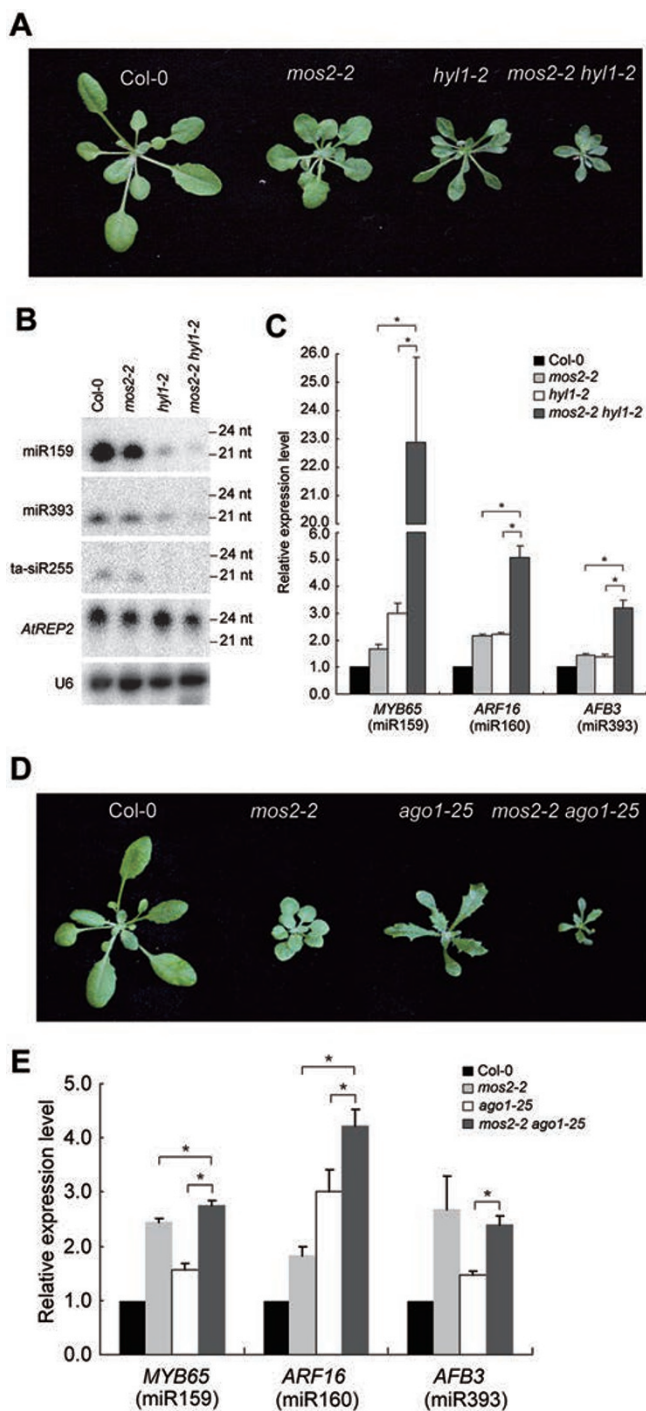 A
Col-0 mos2-2 hyl1-2 mos2-2 hyl1-2
B
Col-0
mos2-2
hyl1-2
mos2-2 hyl1-2
24 nt
miR159
21 nt
24 nt
miR393
21 nt
24 nt
ta-siR255
21 nt
AtREP2
24 nt
21 nt
U6
C
* *
Col-0
mos2-2
hyl1-2
mos2-2 hyl1-2
Relative expression level
26.0
25.0
24.0
23.0
22.0
21.0
20.0
6.0
5.0
4.0
3.0
2.0
1.0
0.0
* *
* *
MYB65 ARF16 AFB3
(miR159) (miR160) (miR393)
D
Col-0 mos2-2 ago1-25 mos2-2 ago1-25
E
Relative expression level
5.0
4.0
3.0
2.0
1.0
0.0
* *
* *
*
Col-0
mos2-2
ago1-25
mos2-2 ago1-25
MYB65 ARF16 AFB3
(miR159) (miR160) (miR393)